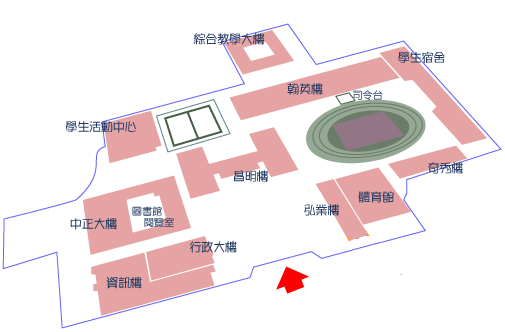 綜合教學大樓
學生宿舍
翰英樓
司令台
學生活動中心
奇秀樓
昌明樓
體育館
弘業樓
圖書館
閱覽室
中正大樓
行政大樓
資訊樓